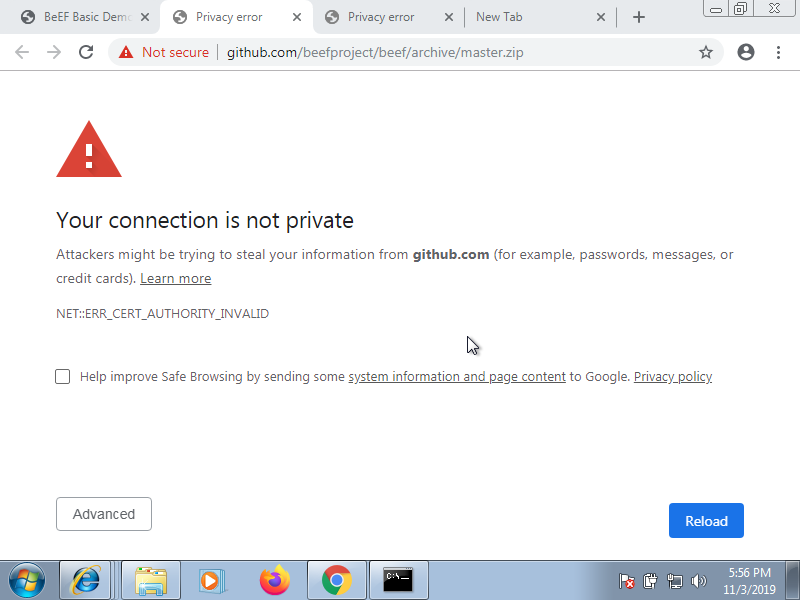 BeEF Basic Demo
Privacy error
Privacy error
New Tab
Not secure
github.com/beefproject/beef/archive/master.zip
Your connection is not private
Attackers might be trying to steal your information from github.com (for example, passwords, messages, or
credit cards). Learn more
NET::ERR_CERT_AUTHORITY_INVALID
Help improve Safe Browsing by sending some system information and page content to Google. Privacy policy
Advanced
Reload
C:\
5:56 PM
11/3/2019